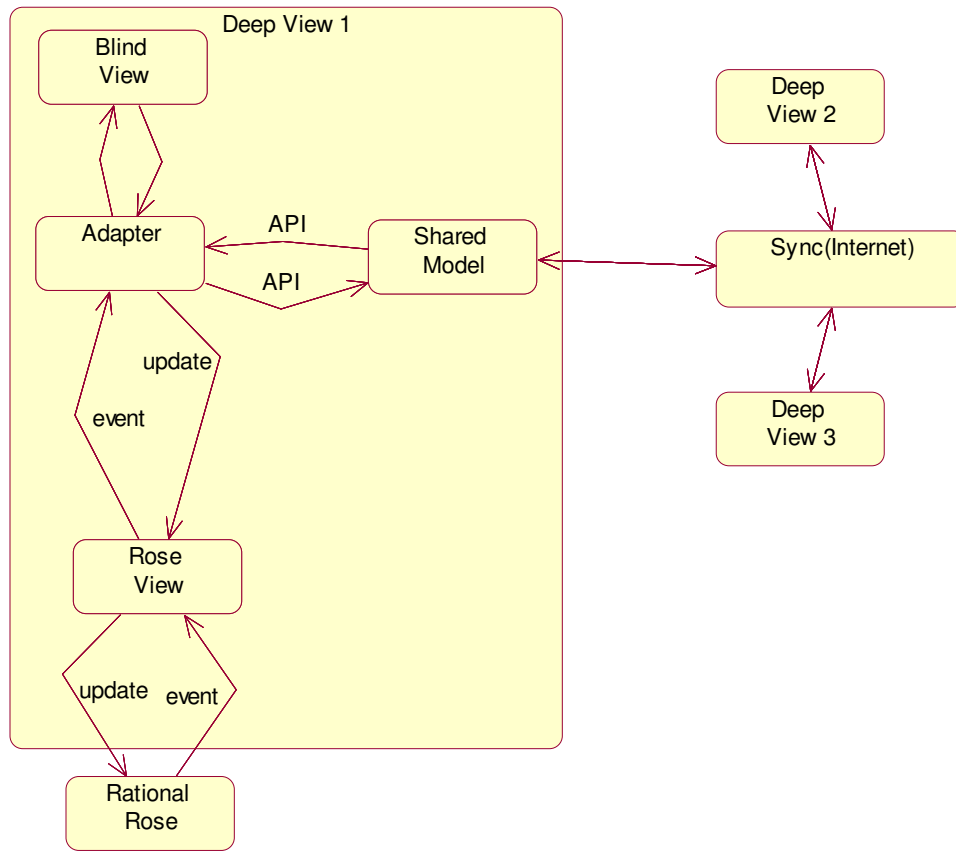 Deep View 1
Blind
View
Deep
View 2
Adapter
API
Shared
Model
Sync(Internet)
API
update
event
Deep
View 3
Rose
View
update
event
Rational
Rose